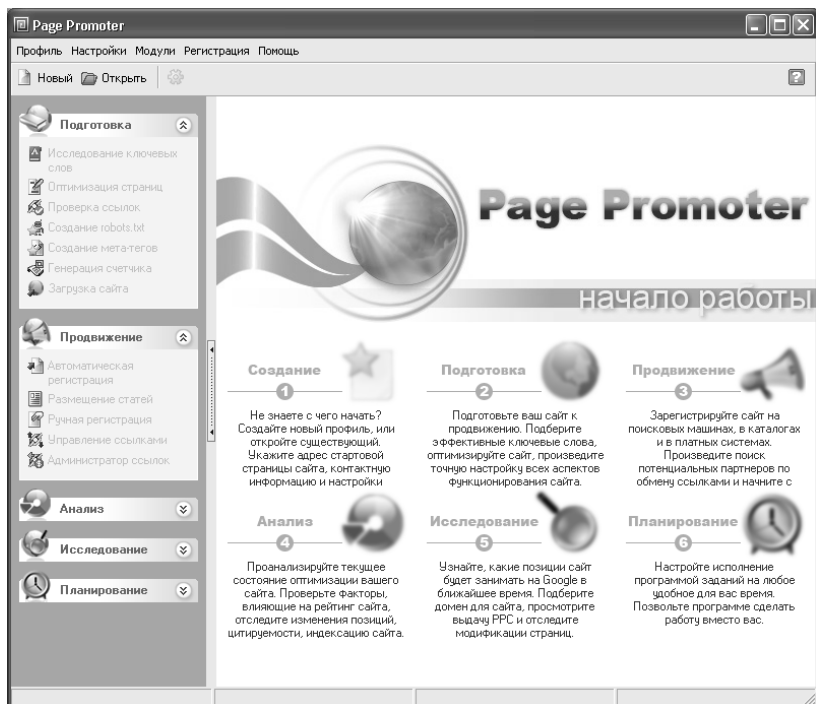 Page Promoter
Профиль Настройки Модули Регистрация Помощь
Новый Открыть
Подготовка
Исследование ключевых
слов
Оптимизация страниц
Проверка ссылок
Создание robots.txt
Создание мета-тегов
Генерация счетчика
Загрузка сайта
Продвижение
Автоматическая
регистрация
Размещение статей
Ручная регистрация
Управление ссылками
Администратор ссылок
Анализ
Исследование
Планирование
Page Promoter
начало работы
Создание
1
Не знаете с чего начать?
Создайте новый профиль, или
откройте существующий.
Укажите адрес стартовой
страницы сайта, контактную
информацию и настройки
Подготовка
2
Подготовьте ваш сайт к
продвижению. Подберите
эффективные ключевые слова,
оптимизируйте сайт, произведите
точную настройку всех аспектов
функционирования сайта.
Продвижение
3
Зарегистрируйте сайт на
поисковых машинах, в каталогах
и в платных системах.
Произведите поиск
потенциальных партнеров по
обмену ссылками и начните с
Анализ
4
Проанализируйте текущее
состояние оптимизации вашего
сайта. Проверьте факторы,
влияющие на рейтинг сайта,
отследите изменения позиций,
цитируемости, индексацию сайта.
Исследование
5
Узнайте, какие позиции сайт
будет занимать на Google в
ближайшее время. Подберите
домен для сайта, просмотрите
выдачу PPC и отследите
модификации страниц.
Планирование
6
Настройте исполнение
программой заданий на любое
удобное для вас время.
Позвольте программе сделать
работу вместо вас.